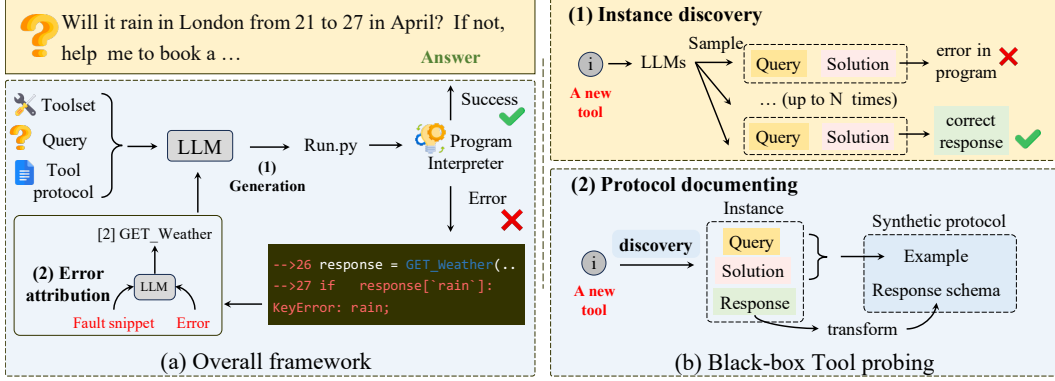 Will it rain in London from 21 to 27 in April? If not,
help me to book a …
Answer
Toolset
Query
Tool
protocol
LLM
(1)
Generation
Run.py
Success
Program
Interpreter
Error
[2] GET_Weather
(2) Error
attribution
LLM
Fault snippet
Error
-->26 response = GET_Weather(..
-->27 if response[`rain`]:
KeyError: rain;
(a) Overall framework
(1) Instance discovery
i
A new
tool
LLMs
Sample
Query
Solution
error in
program
… (up to N times)
Query
Solution
correct
response
(2) Protocol documenting
i
A new
tool
discovery
Instance
Query
Solution
Response
Synthetic protocol
Example
Response schema
transform
(b) Black-box Tool probing